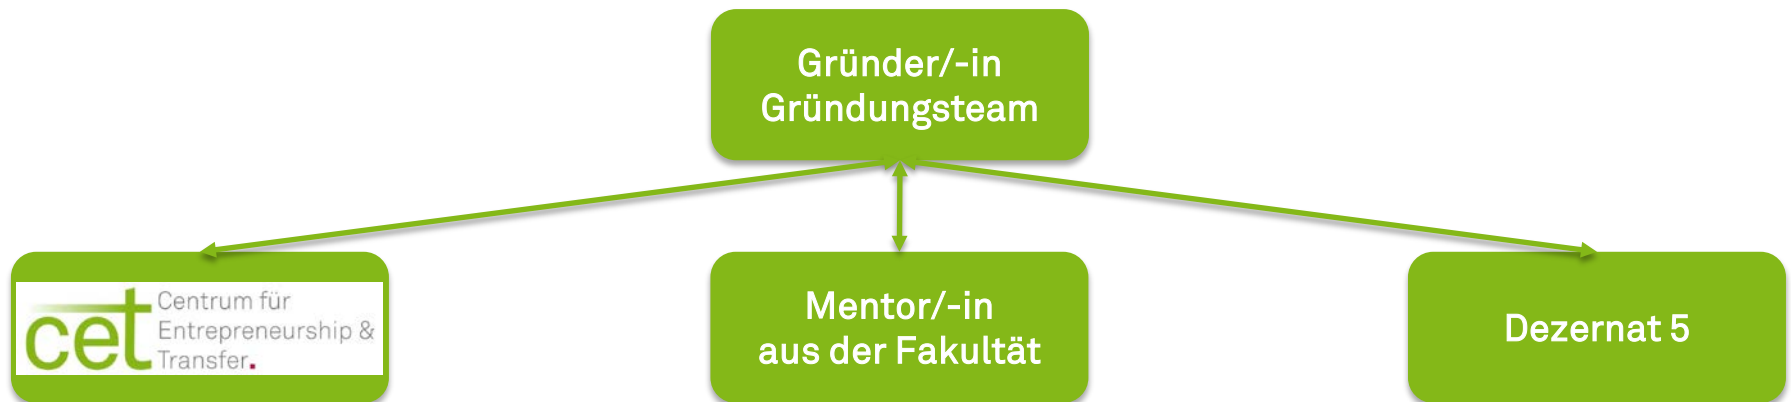 Gründer/-in
Gründungsteam
cet
Centrum für
Entrepreneurship &
Transfer.
Mentor/-in
aus der Fakultät
Dezernat 5